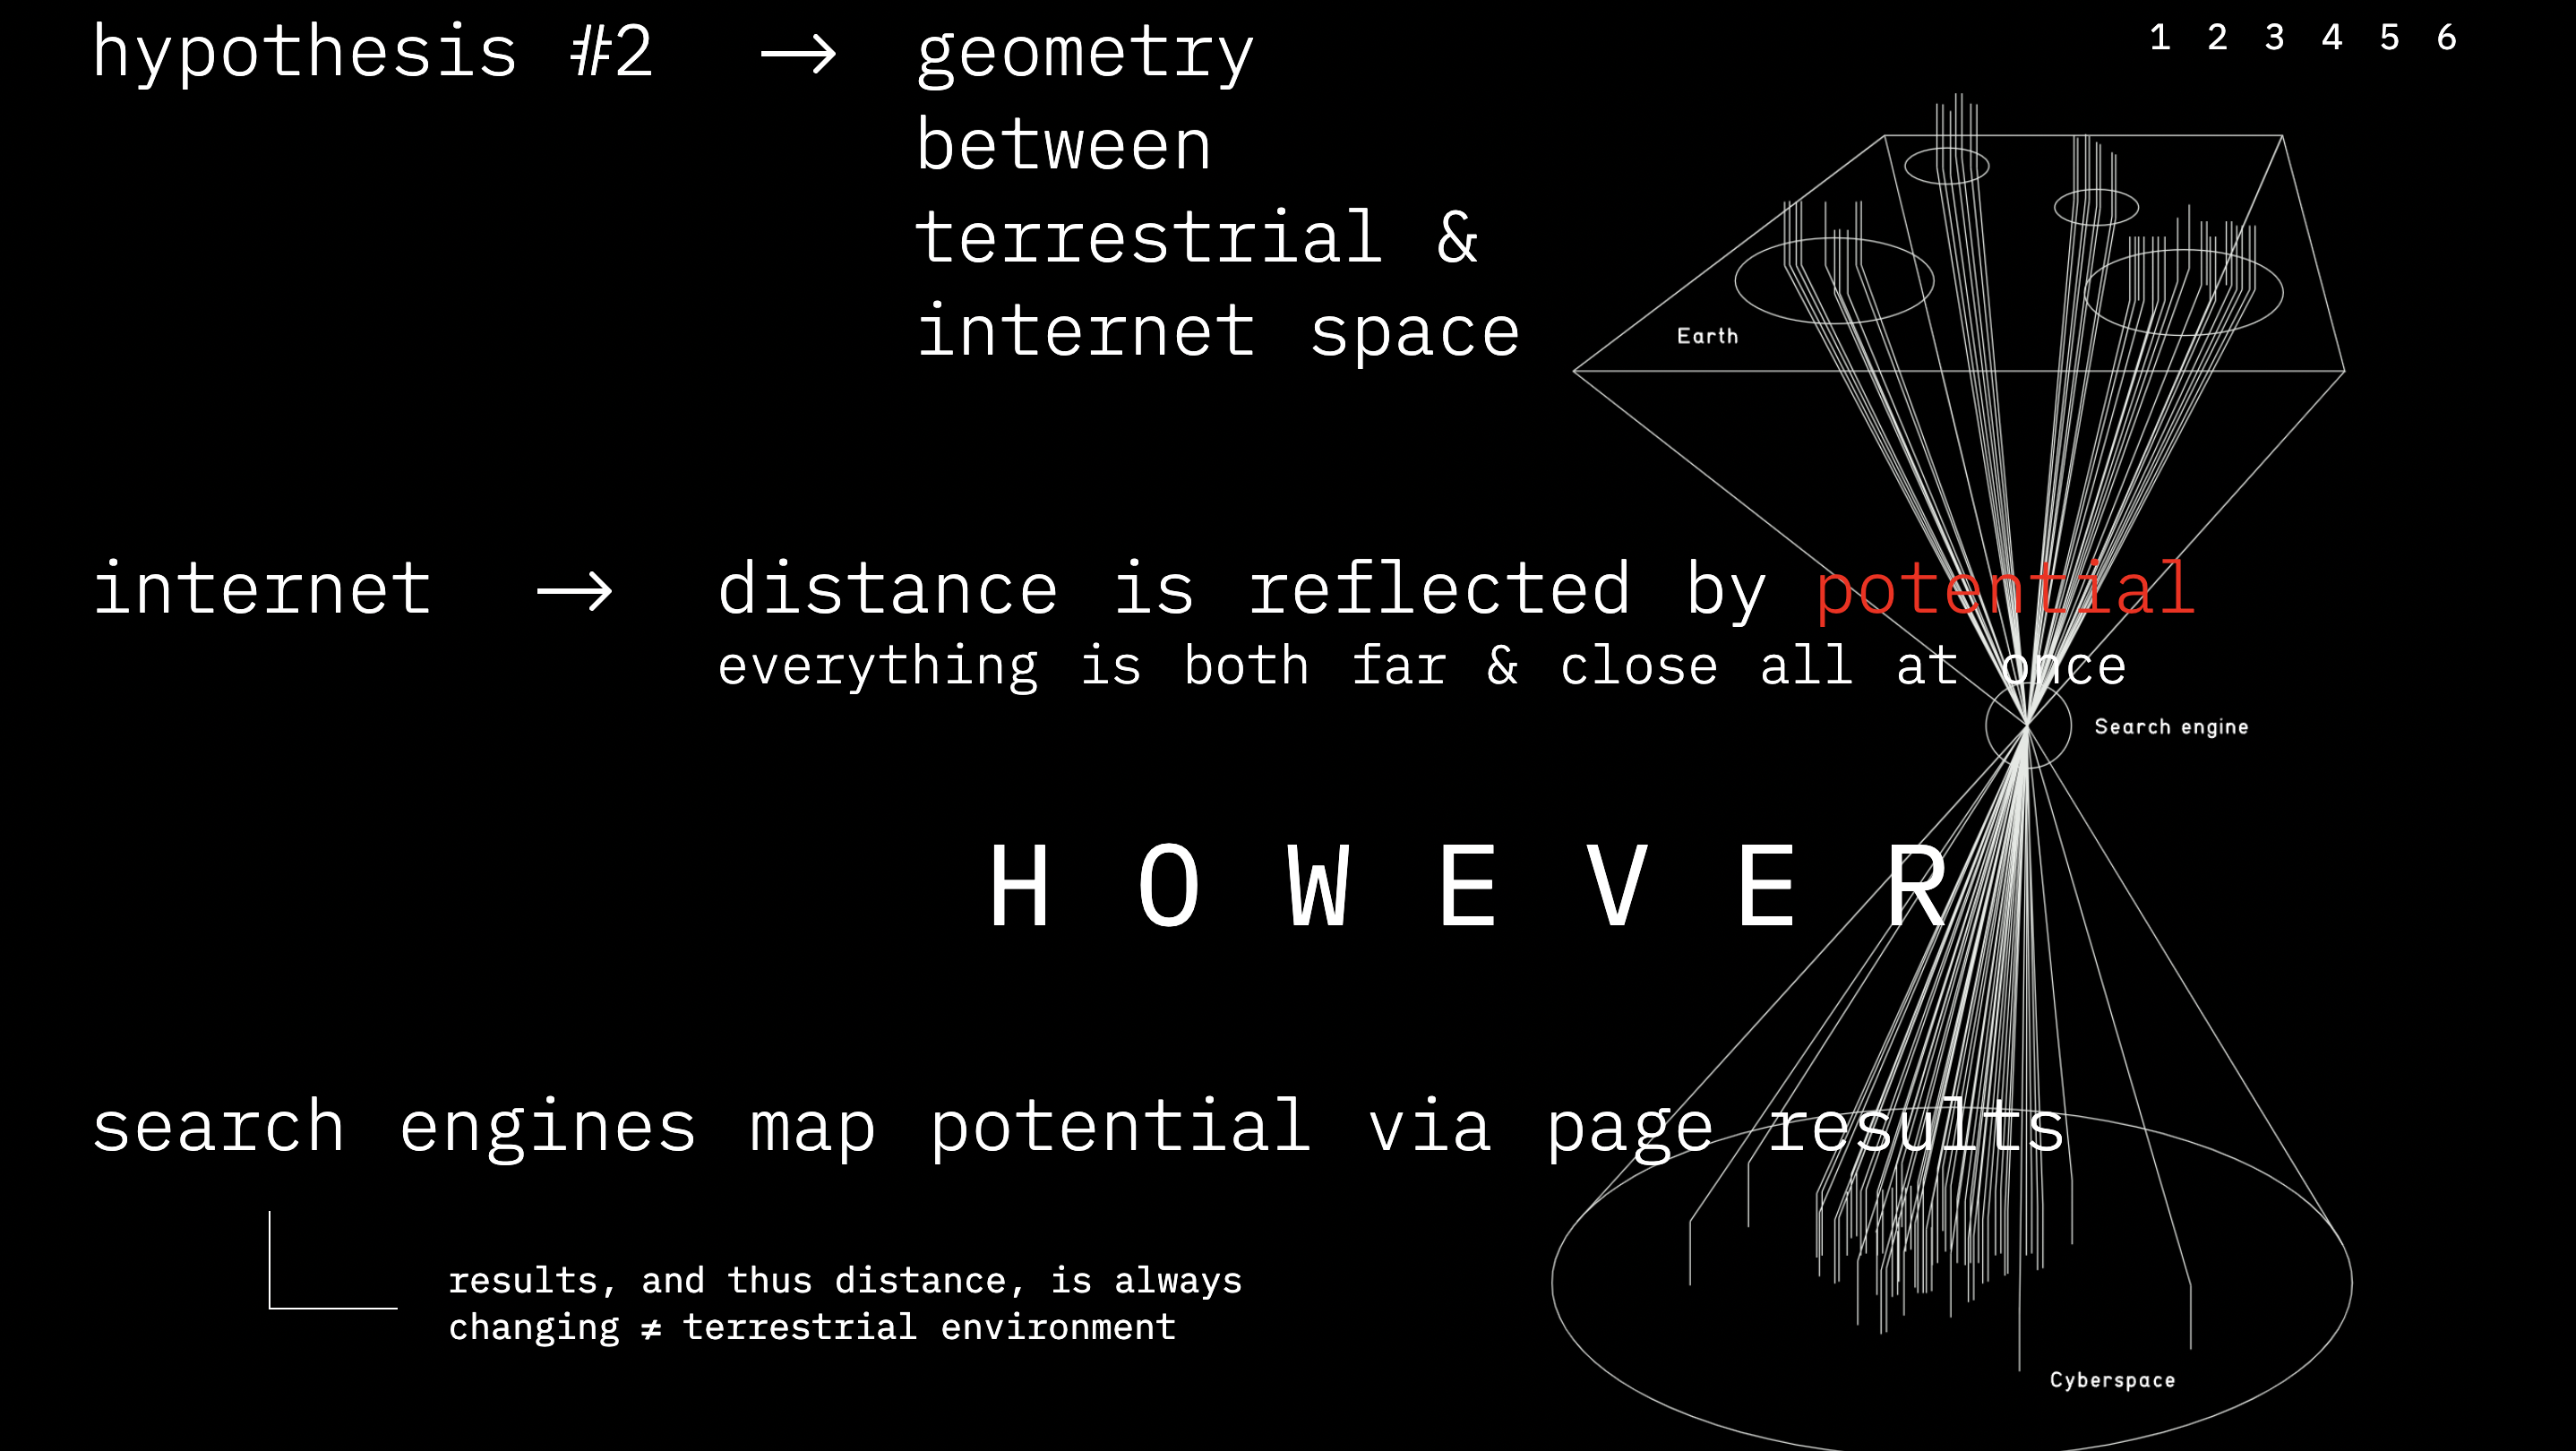 hypothesis #2 → geometry
between
terrestrial &
internet space
1 2 3 4 5 6
Earth
internet → distance is reflected by potential
everything is both far & close all at once
Search engine
H O W E V E R
search engines map potential via page results
results, and thus distance, is always
changing ≠ terrestrial environment
Cyberspace